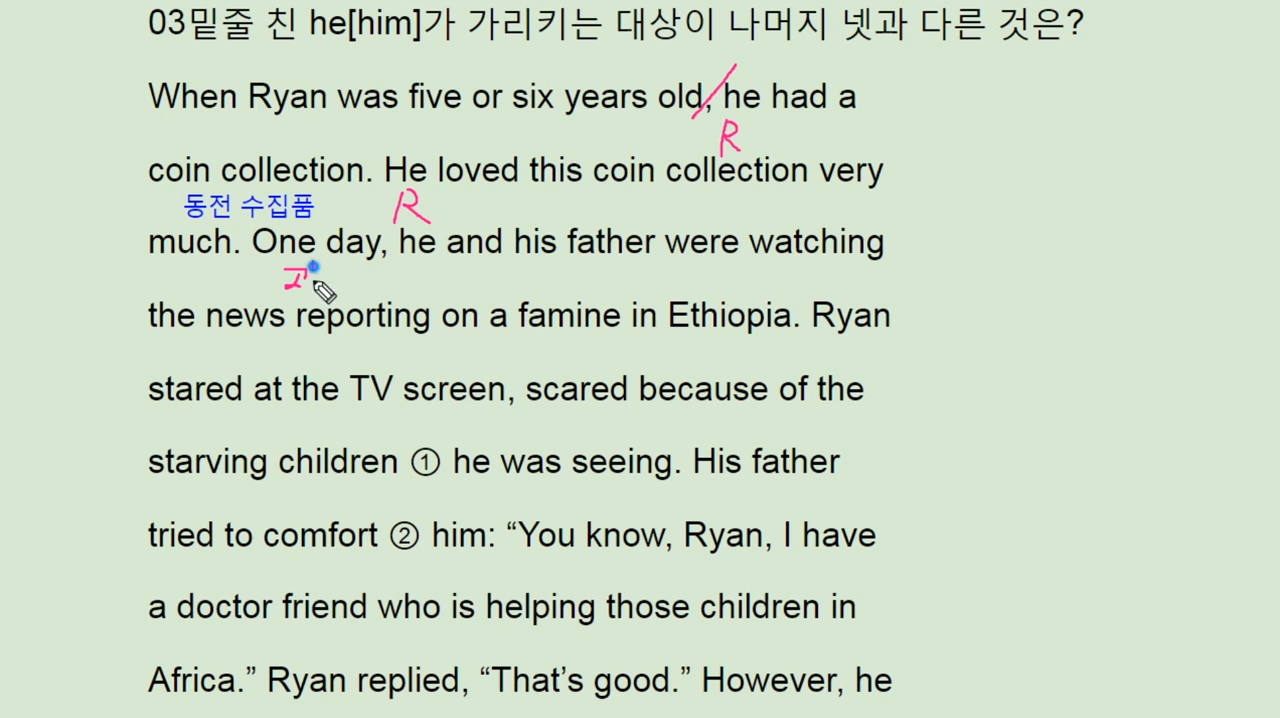 03밑줄 친 he[him]가 가리키는 대상이 나머지 넷과 다른 것은?
When Ryan was five or six years old, he had a
R
coin collection. He loved this coin collection very
동전 수집품 R
much. One day, he and his father were watching
the news reporting on a famine in Ethiopia. Ryan
stared at the TV screen, scared because of the
starving children ① he was seeing. His father
tried to comfort ② him: “You know, Ryan, I have
a doctor friend who is helping those children in
Africa.” Ryan replied, “That’s good.” However, he